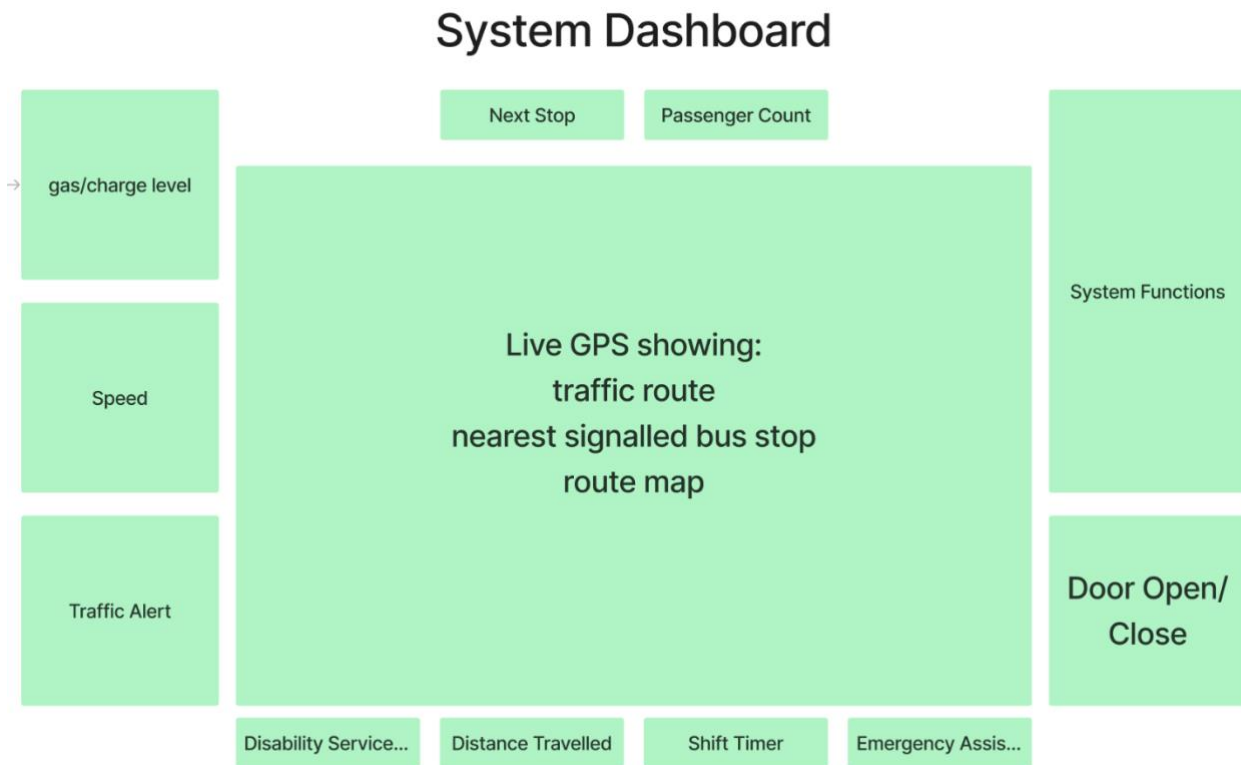 System Dashboard
Next Stop
Passenger Count
gas/charge level
System Functions
Live GPS showing:
traffic route
nearest signalled bus stop
route map
Speed
Traffic Alert
Door Open/
Close
Disability Service...
Distance Travelled
Shift Timer
Emergency Assis...